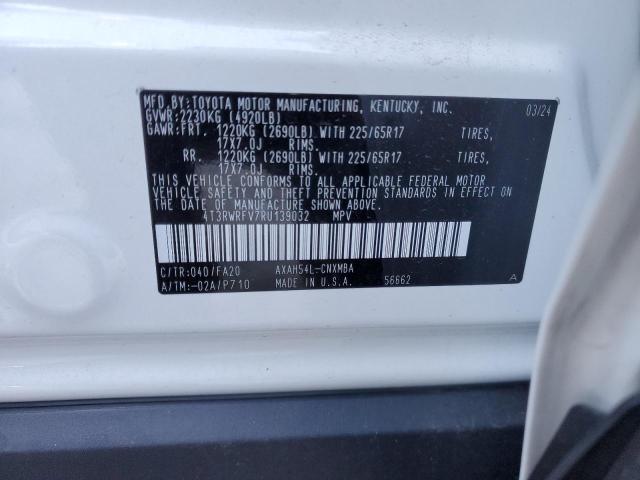 MFD.BY:TOYOTA MOTOR MANUFACTURING, KENTUCKY, INC. 03/24
GVWR:2230KG (4920LB)
GAWR:FRT. 1220KG (2690LB) WITH 225/65R17 TIRES,
17X7.0J RIMS.
RR. 1220KG (2690LB) WITH 225/65R17 TIRES,
17X7.0J RIMS.
THIS VEHICLE CONFORMS TO ALL APPLICABLE FEDERAL MOTOR
VEHICLE SAFETY AND THEFT PREVENTION STANDARDS IN EFFECT ON
THE DATE OF MANUFACTURE SHOWN ABOVE.
4T3RWRFV7RU139032 MPV
C/TR:040/FA20 AXAH54L-CNXMBA A
A/TM:-02A/P710 MADE IN U.S.A. 56662